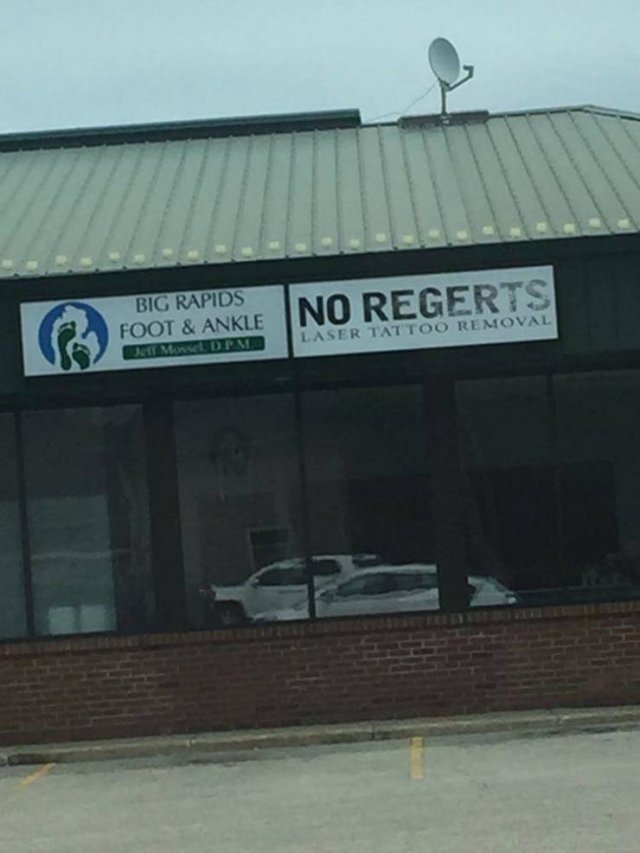 BIG RAPIDS
FOOT & ANKLE
Jeff Mossel, D.P.M.
NO REGERTS
LASER TATTOO REMOVAL